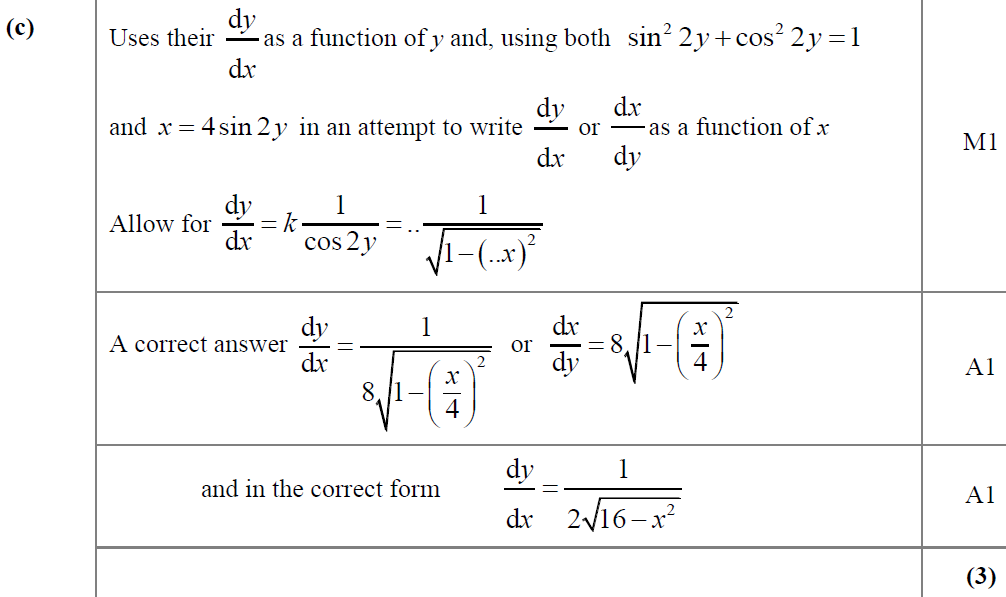 (c) Uses their dy/dx as a function of y and, using both sin² 2y + cos² 2y = 1
and x = 4 sin 2y in an attempt to write dy/dx or dx/dy as a function of x M1
Allow for dy/dx = k 1/(cos 2y) = .. 1/√(1−(..x)²)
A correct answer dy/dx = 1/(8√(1−(x/4)²)) or dx/dy = 8√(1−(x/4)²) A1
and in the correct form dy/dx = 1/(2√(16−x²)) A1
(3)